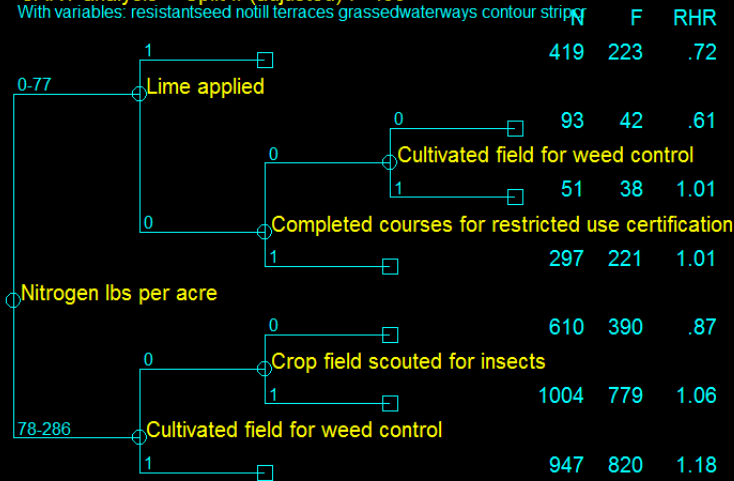 With variables: resistantseed notill terraces grassedwaterways contour stripcr
N F RHR
1 419 223 .72
0-77 Lime applied
0 93 42 .61
0 Cultivated field for weed control
1 51 38 1.01
0 Completed courses for restricted use certification
1 297 221 1.01
Nitrogen lbs per acre
0 610 390 .87
0 Crop field scouted for insects
1 1004 779 1.06
78-286 Cultivated field for weed control
1 947 820 1.18